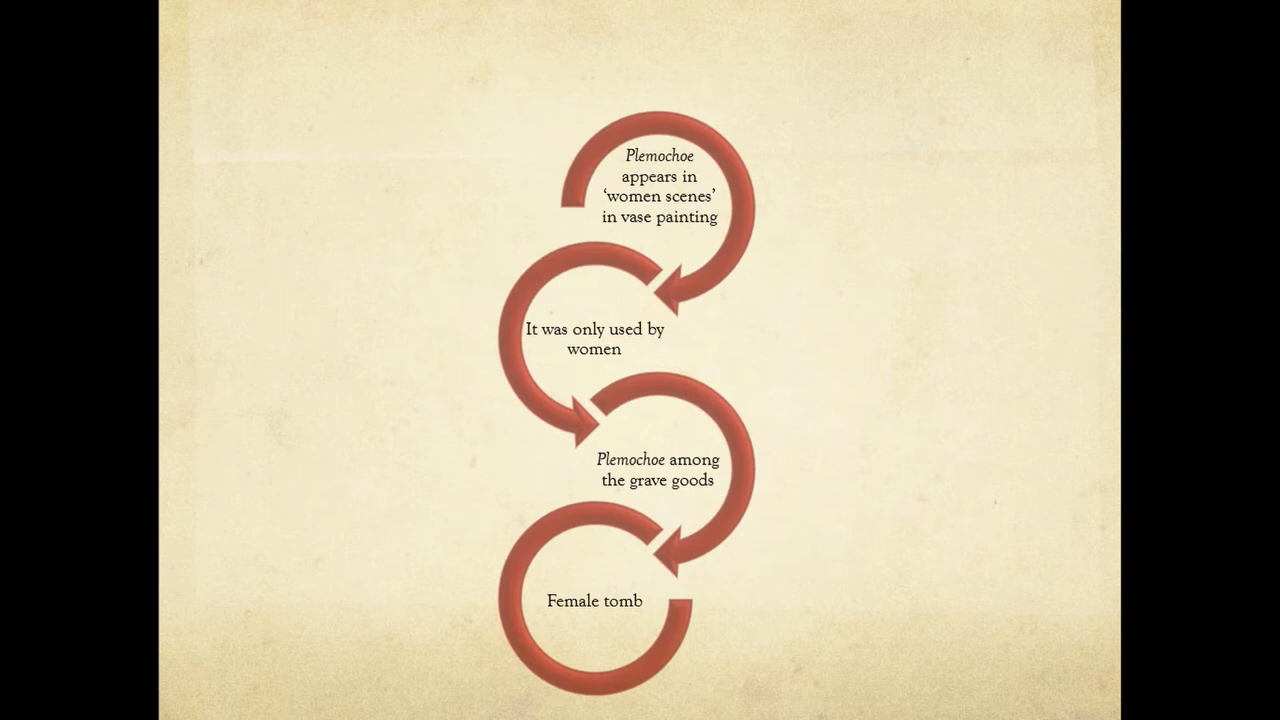 Plemochoe
appears in
‘women scenes’
in vase painting
It was only used by
women
Plemochoe among
the grave goods
Female tomb